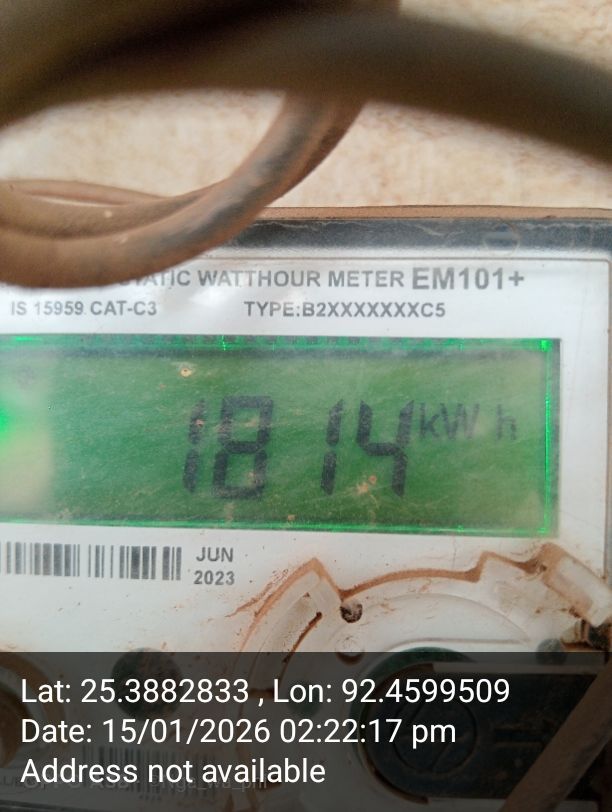 STATIC WATTHOUR METER EM101+
IS 15959 CAT-C3 TYPE:B2XXXXXXXC5
1814 kWh
JUN
2023
Lat: 25.3882833 , Lon: 92.4599509
Date: 15/01/2026 02:22:17 pm
Address not available